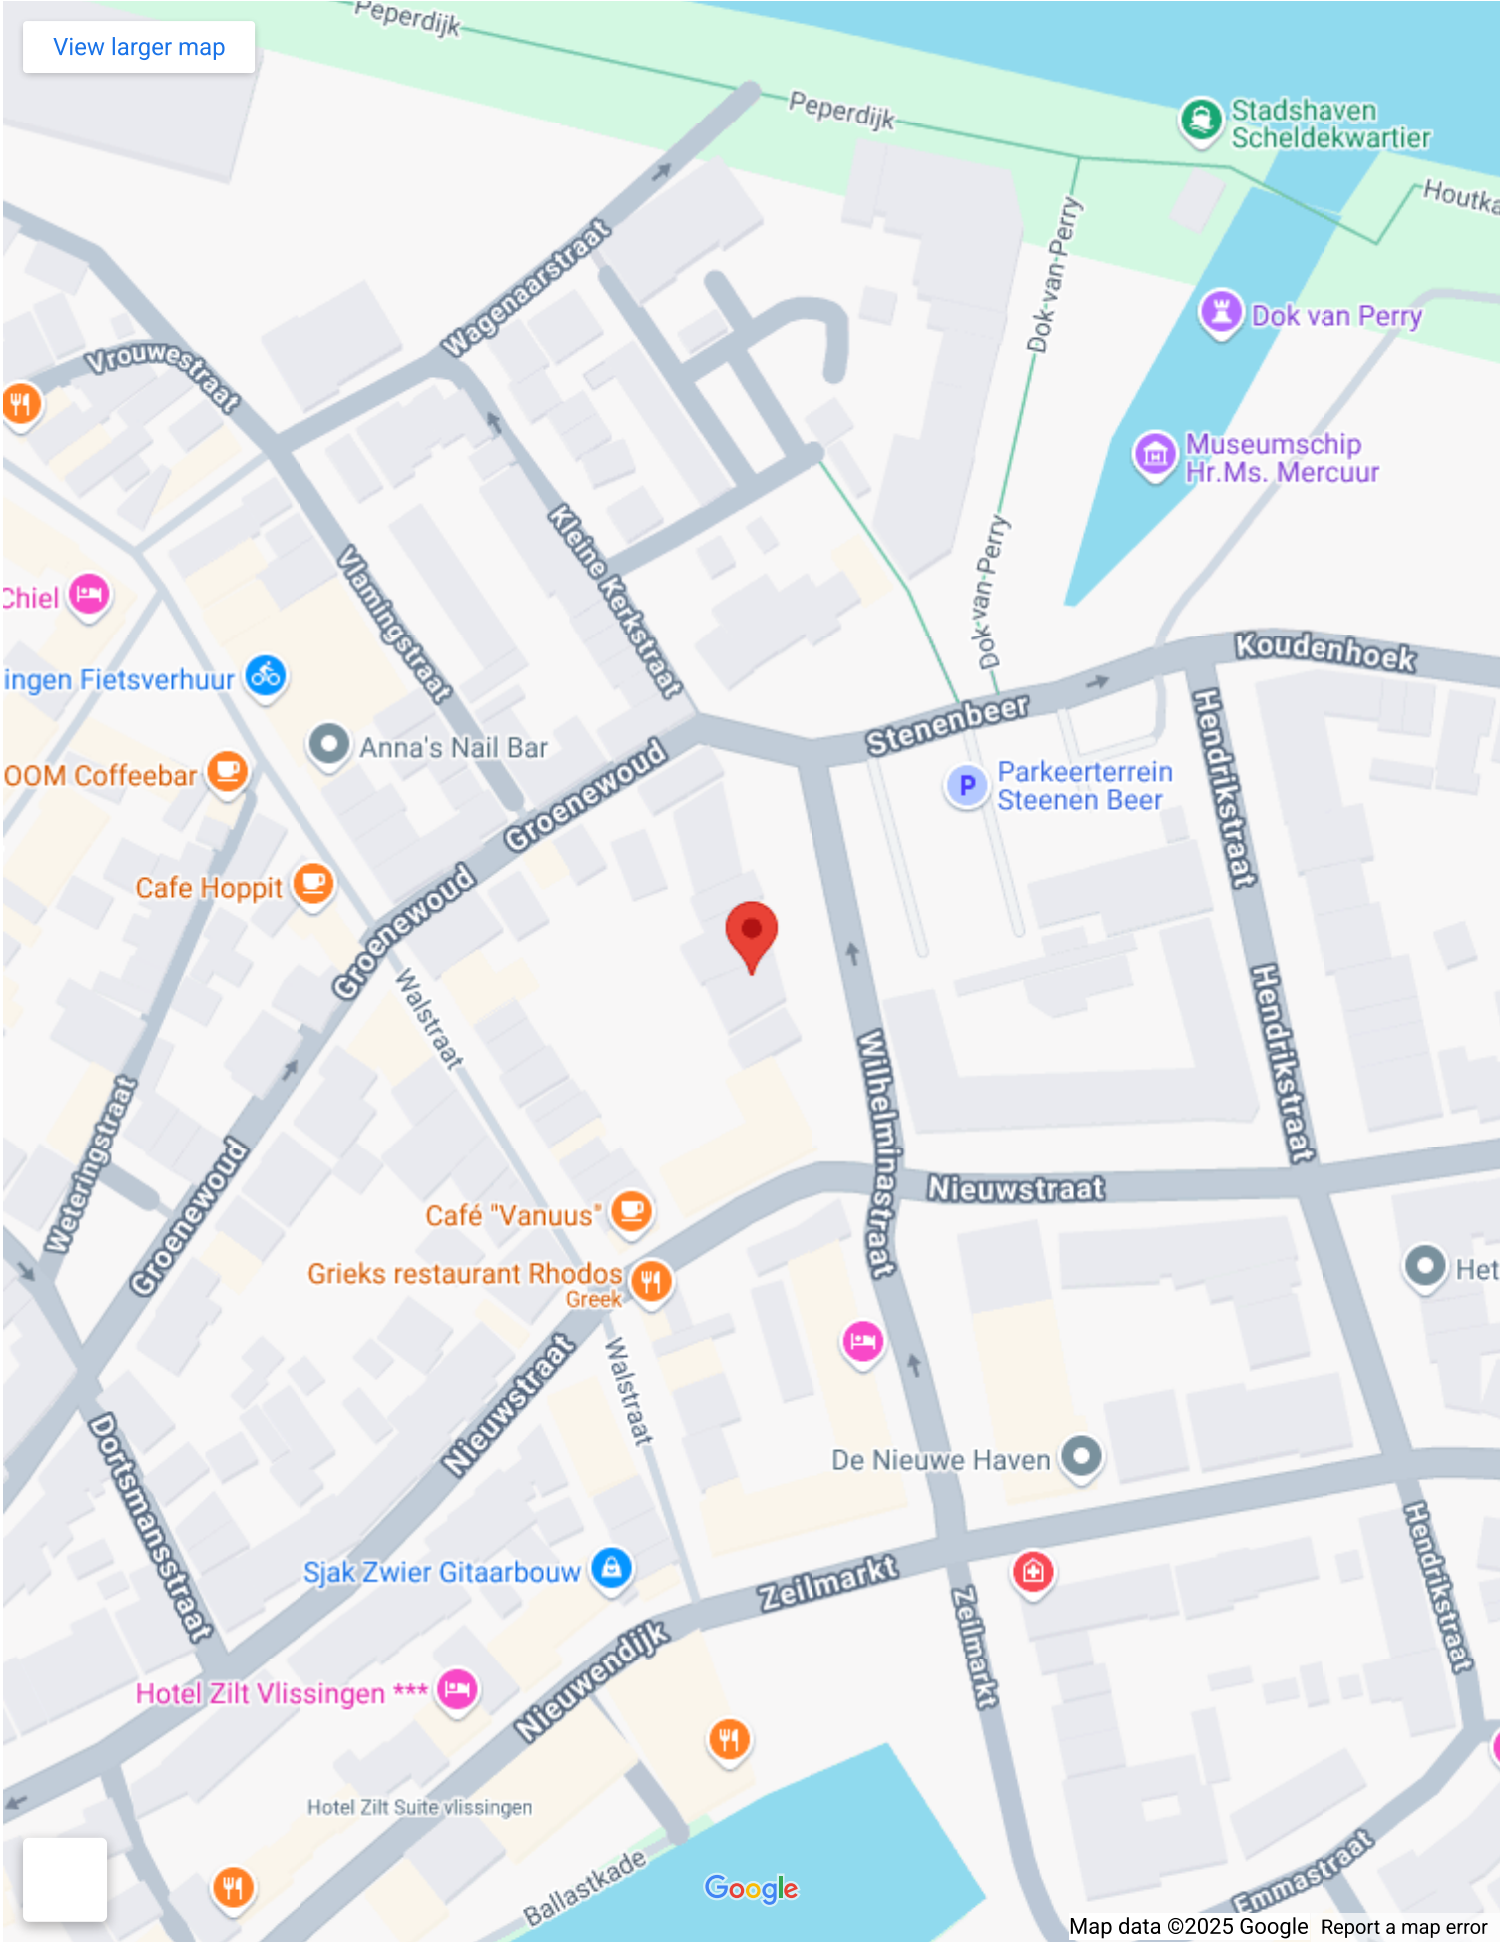 Peperdijk
View larger map
Peperdijk
Stadshaven
Scheldekwartier
Houtka
Wagenaarstraat
Dok-van-Perry
Dok van Perry
Vrouwestraat
Museumschip
Hr.Ms. Mercuur
Kleine Kerkstraat
Dok-van-Perry
Vlamingstraat
Chiel
Koudenhoek
ingen Fietsverhuur
Stenenbeer
Anna's Nail Bar
OOM Coffeebar
Groenewoud
Parkeerterrein
Steenen Beer
Hendrikstraat
Cafe Hoppit
Groenewoud
Walstraat
Hendrikstraat
Wilhelminastraat
Weteringstraat
Groenewoud
Nieuwstraat
Café "Vanuus"
Grieks restaurant Rhodos
Greek
Het
Walstraat
Nieuwstraat
De Nieuwe Haven
Dortsmansstraat
Hendrikstraat
Sjak Zwier Gitaarbouw
Zeilmarkt
Zeilmarkt
Nieuwendijk
Hotel Zilt Vlissingen ***
Hotel Zilt Suite vlissingen
Ballastkade
Google
Emmastraat
Map data ©2025 Google
Report a map error